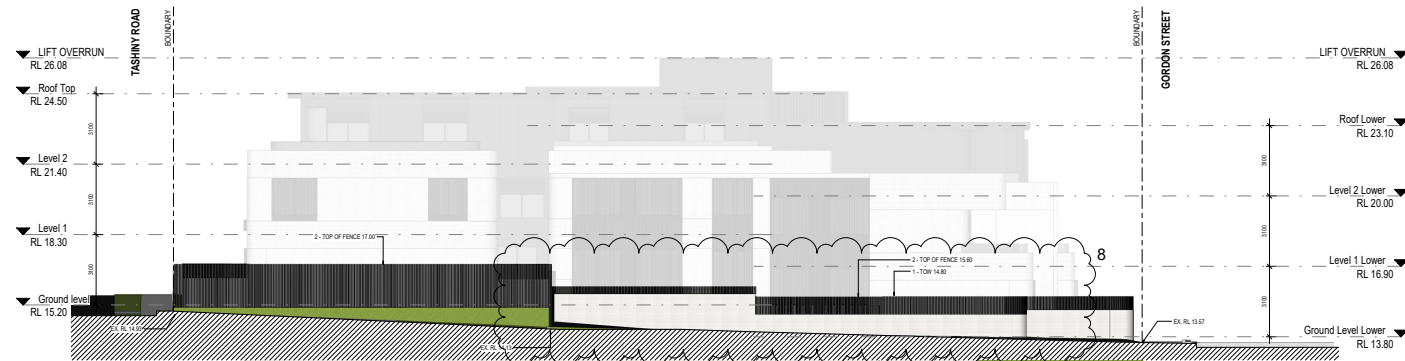 TASHINY ROAD
BOUNDARY
BOUNDARY
GORDON STREET
LIFT OVERRUN
RL 26.08
Roof Top
RL 24.50
3100
Level 2
RL 21.40
3100
Level 1
RL 18.30
3100
Ground level
RL 15.20
2 - TOP OF FENCE 17.00
2 - TOP OF FENCE 15.60
1 - TOW 14.80
8
EX. RL 13.57
LIFT OVERRUN
RL 26.08
Roof Lower
RL 23.10
3100
Level 2 Lower
RL 20.00
3100
Level 1 Lower
RL 16.90
3100
Ground Level Lower
RL 13.80